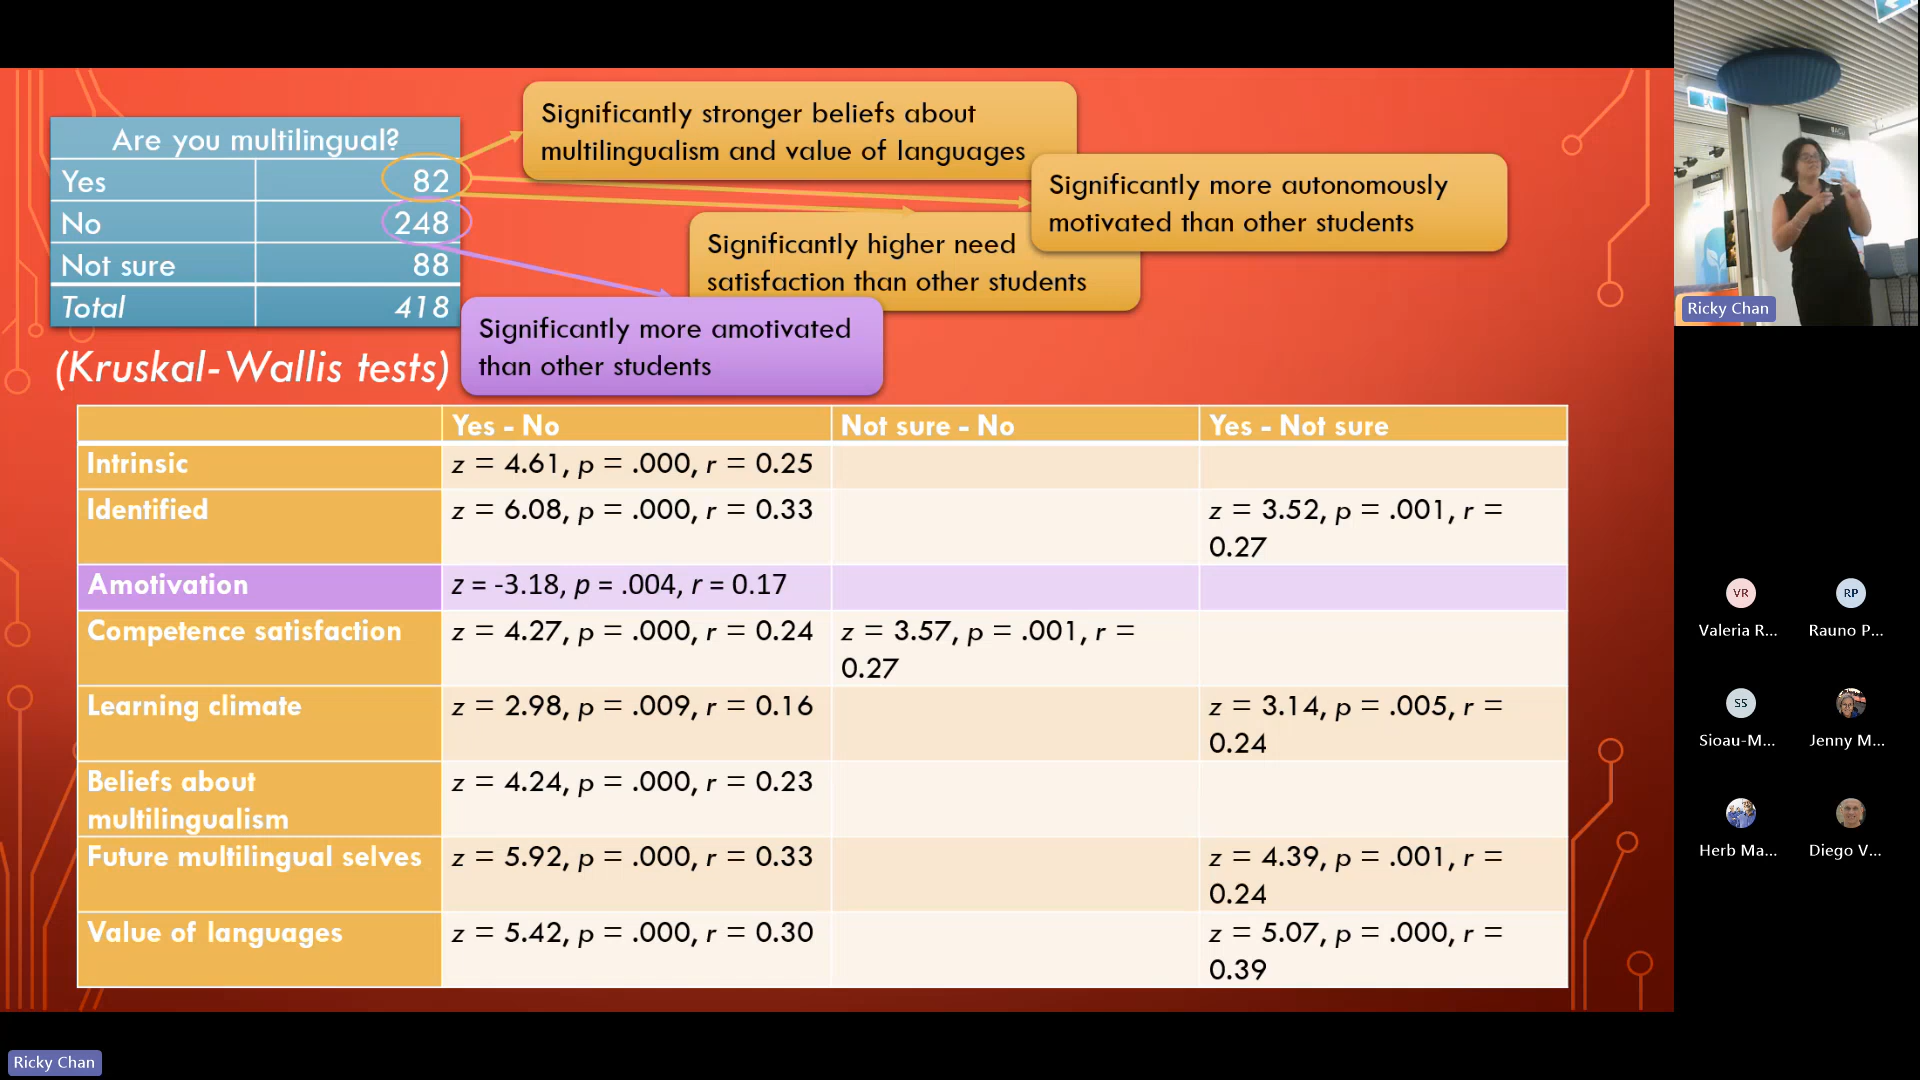 Are you multilingual?
Yes 82
No 248
Not sure 88
Total 418
(Kruskal-Wallis tests)
Significantly stronger beliefs about
multilingualism and value of languages
Significantly more autonomously
motivated than other students
Significantly higher need
satisfaction than other students
Significantly more amotivated
than other students
Yes - No Not sure - No Yes - Not sure
Intrinsic z = 4.61, p = .000, r = 0.25
Identified z = 6.08, p = .000, r = 0.33 z = 3.52, p = .001, r =
0.27
Amotivation z = -3.18, p = .004, r = 0.17
Competence satisfaction z = 4.27, p = .000, r = 0.24 z = 3.57, p = .001, r =
0.27
Learning climate z = 2.98, p = .009, r = 0.16 z = 3.14, p = .005, r =
0.24
Beliefs about z = 4.24, p = .000, r = 0.23
multilingualism
Future multilingual selves z = 5.92, p = .000, r = 0.33 z = 4.39, p = .001, r =
0.24
Value of languages z = 5.42, p = .000, r = 0.30 z = 5.07, p = .000, r =
0.39
Ricky Chan
VR RP
Valeria R... Rauno P...
SS
Sioau-M... Jenny M...
Herb Ma... Diego V...
Ricky Chan